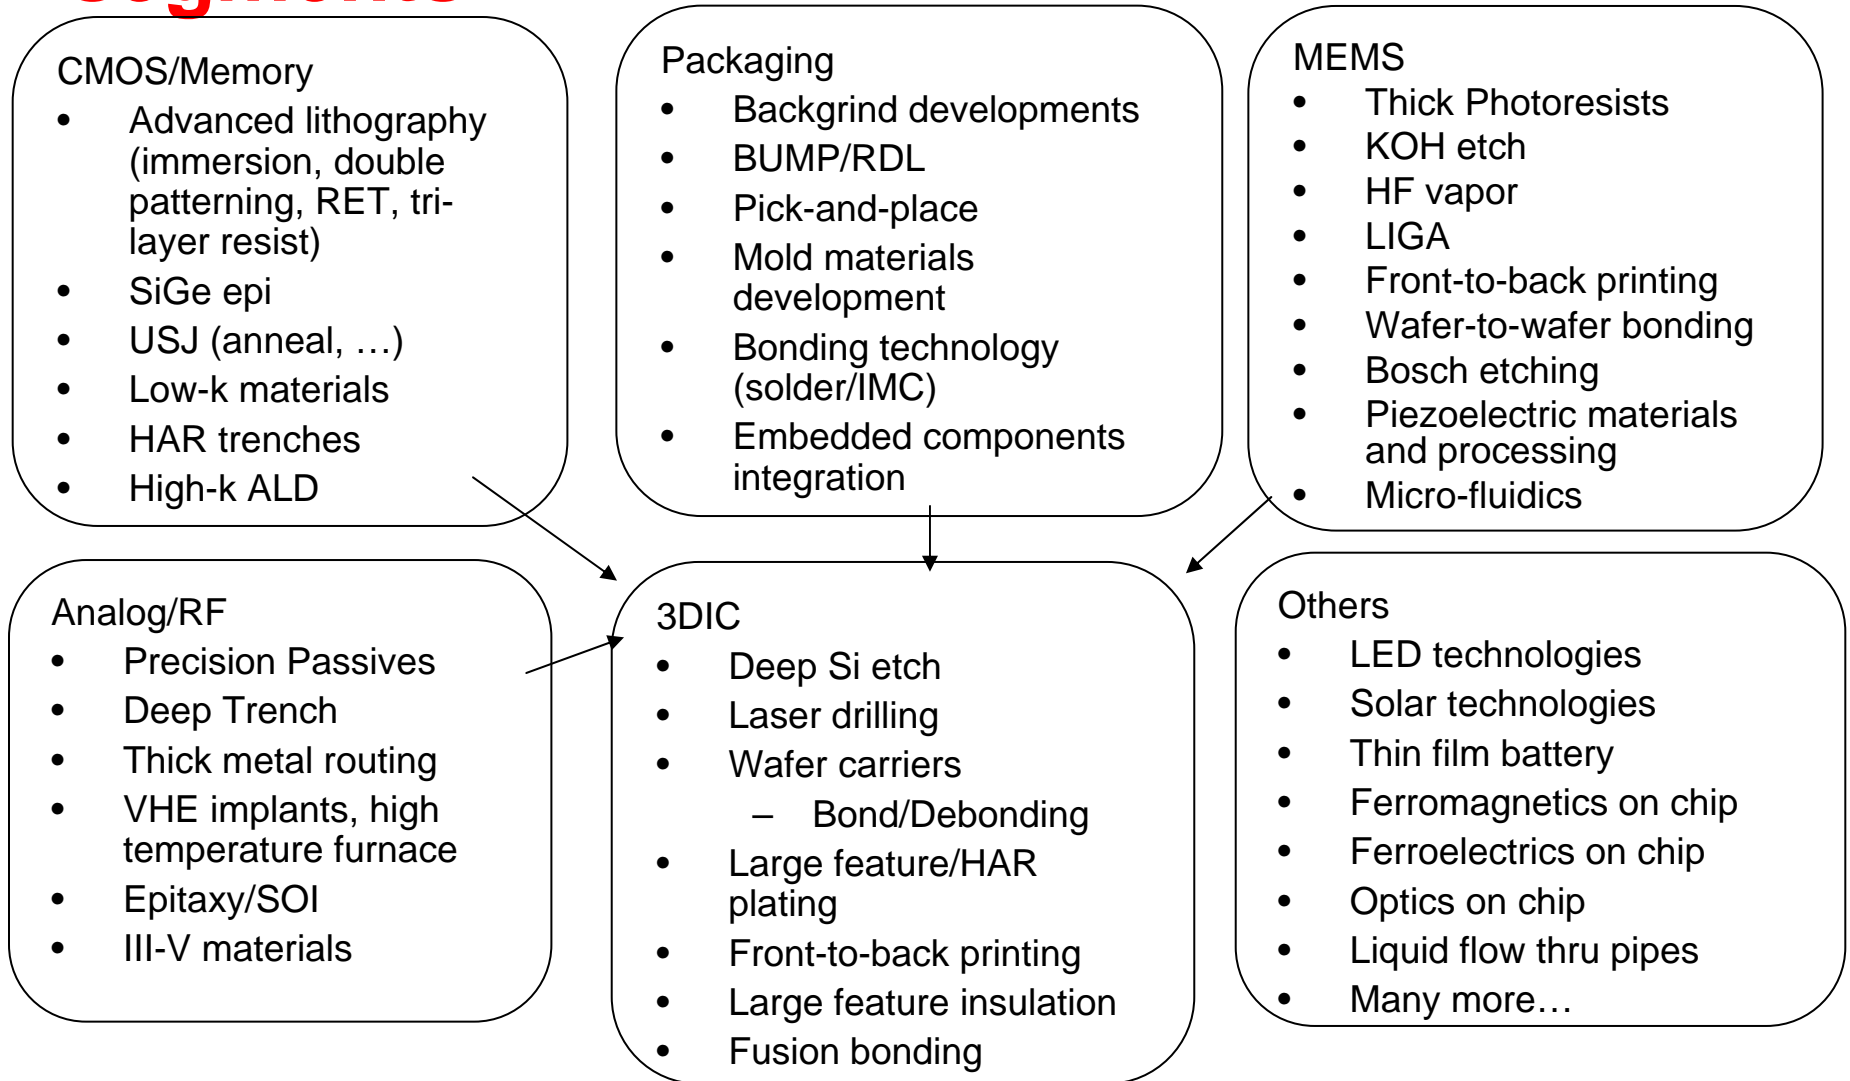 Segments
CMOS/Memory
• Advanced lithography
(immersion, double
patterning, RET, tri-
layer resist)
• SiGe epi
• USJ (anneal, …)
• Low-k materials
• HAR trenches
• High-k ALD
Packaging
• Backgrind developments
• BUMP/RDL
• Pick-and-place
• Mold materials
development
• Bonding technology
(solder/IMC)
• Embedded components
integration
MEMS
• Thick Photoresists
• KOH etch
• HF vapor
• LIGA
• Front-to-back printing
• Wafer-to-wafer bonding
• Bosch etching
• Piezoelectric materials
and processing
• Micro-fluidics
Analog/RF
• Precision Passives
• Deep Trench
• Thick metal routing
• VHE implants, high
temperature furnace
• Epitaxy/SOI
• III-V materials
3DIC
• Deep Si etch
• Laser drilling
• Wafer carriers
– Bond/Debonding
• Large feature/HAR
plating
• Front-to-back printing
• Large feature insulation
• Fusion bonding
Others
• LED technologies
• Solar technologies
• Thin film battery
• Ferromagnetics on chip
• Ferroelectrics on chip
• Optics on chip
• Liquid flow thru pipes
• Many more…